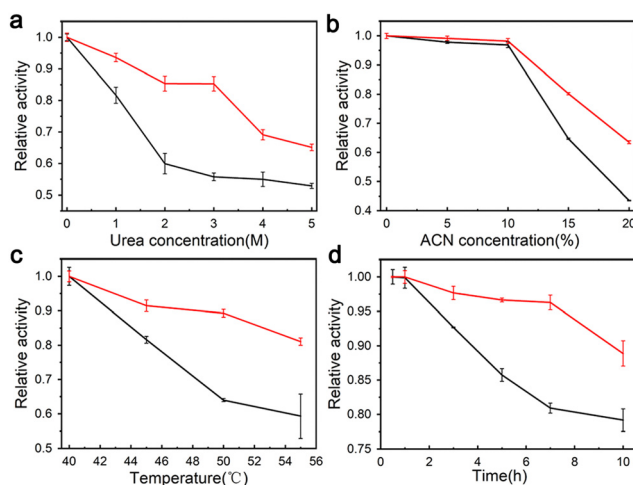 a
Relative activity
1.0
0.9
0.8
0.7
0.6
0.5
0 1 2 3 4 5
Urea concentration(M)
b
Relative activity
1.0
0.9
0.8
0.7
0.6
0.5
0.4
0 5 10 15 20
ACN concentration(%)
c
Relative activity
1.0
0.9
0.8
0.7
0.6
0.5
40 42 44 46 48 50 52 54 56
Temperature(℃)
d
Relative activity
1.00
0.95
0.90
0.85
0.80
0.75
0 2 4 6 8 10
Time(h)